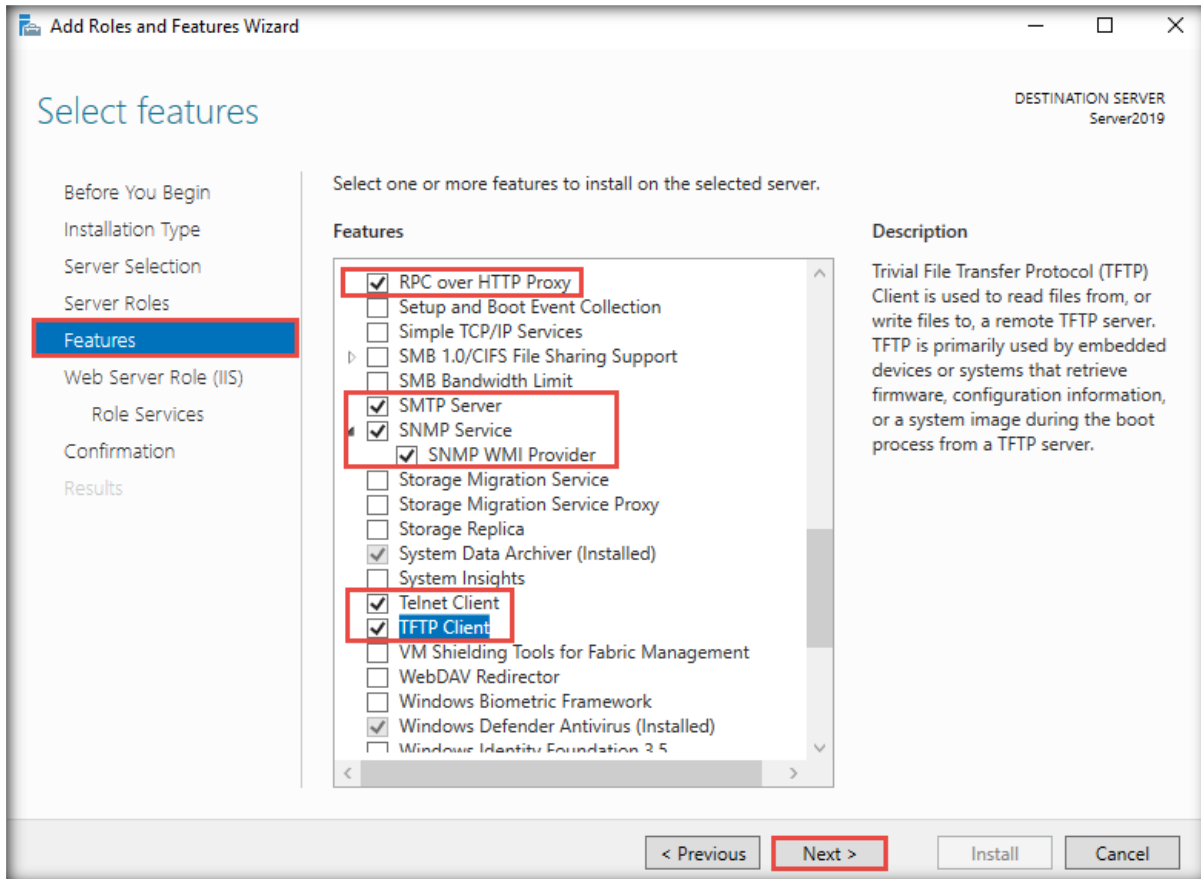 Add Roles and Features Wizard
Select features
DESTINATION SERVER
Server2019
Before You Begin
Installation Type
Server Selection
Server Roles
Features
Web Server Role (IIS)
Role Services
Confirmation
Results
Select one or more features to install on the selected server.
Features
RPC over HTTP Proxy
Setup and Boot Event Collection
Simple TCP/IP Services
SMB 1.0/CIFS File Sharing Support
SMB Bandwidth Limit
SMTP Server
SNMP Service
SNMP WMI Provider
Storage Migration Service
Storage Migration Service Proxy
Storage Replica
System Data Archiver (Installed)
System Insights
Telnet Client
TFTP Client
VM Shielding Tools for Fabric Management
WebDAV Redirector
Windows Biometric Framework
Windows Defender Antivirus (Installed)
Windows Identity Foundation 3.5
Description
Trivial File Transfer Protocol (TFTP)
Client is used to read files from, or
write files to, a remote TFTP server.
TFTP is primarily used by embedded
devices or systems that retrieve
firmware, configuration information,
or a system image during the boot
process from a TFTP server.
< Previous
Next >
Install
Cancel